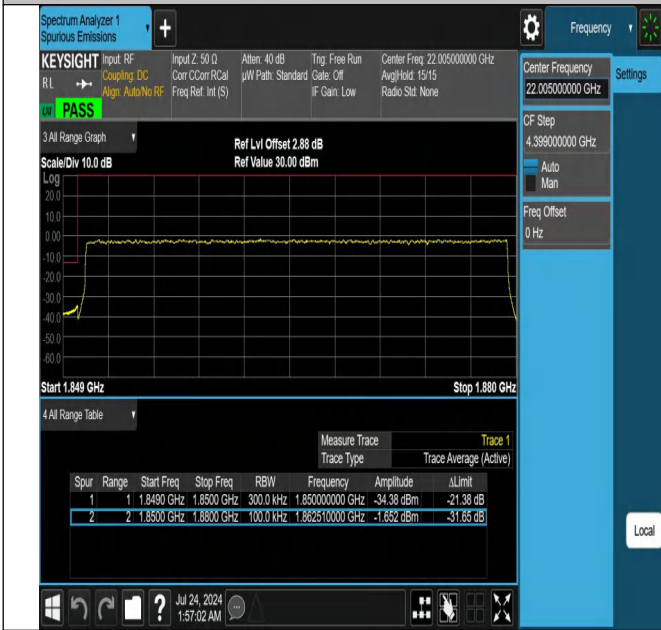 Spectrum Analyzer 1
Spurious Emissions
+
Frequency
KEYSIGHT
RL
Input: RF
Coupling: DC
Align: Auto/No RF
Input Z: 50 Ω
Corr CCorr RCal
Freq Ref: Int (S)
Atten: 40 dB
µW Path: Standard
Trig: Free Run
Gate: Off
IF Gain: Low
Center Freq: 22.005000000 GHz
Avg|Hold: 15/15
Radio Std: None
PASS
Center Frequency
22.005000000 GHz
Settings
CF Step
4.399000000 GHz
Auto
Man
Freq Offset
0 Hz
3 All Range Graph
Ref Lvl Offset 2.88 dB
Scale/Div 10.0 dB
Ref Value 30.00 dBm
Log
20.0
10.0
0.00
-10.0
-20.0
-30.0
-40.0
-50.0
-60.0
Start 1.849 GHz
Stop 1.880 GHz
4 All Range Table
Measure Trace Trace 1
Trace Type Trace Average (Active)
Spur Range Start Freq Stop Freq RBW Frequency Amplitude ΔLimit
1 1 1.8490 GHz 1.8500 GHz 300.0 kHz 1.850000000 GHz -34.38 dBm -21.38 dB
2 2 1.8500 GHz 1.8800 GHz 100.0 kHz 1.862510000 GHz -1.652 dBm -31.65 dB
Local
?
Jul 24, 2024
1:57:02 AM